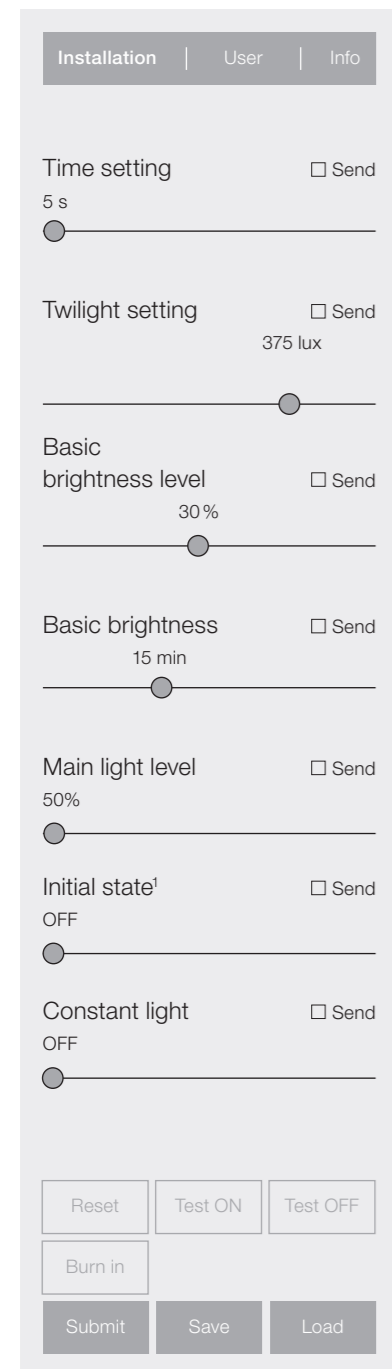 Installation | User | Info
Time setting ☐ Send
5 s
Twilight setting ☐ Send
375 lux
Basic
brightness level ☐ Send
30 %
Basic brightness ☐ Send
15 min
Main light level ☐ Send
50%
Initial state¹ ☐ Send
OFF
Constant light ☐ Send
OFF
Reset Test ON Test OFF
Burn in
Submit Save Load